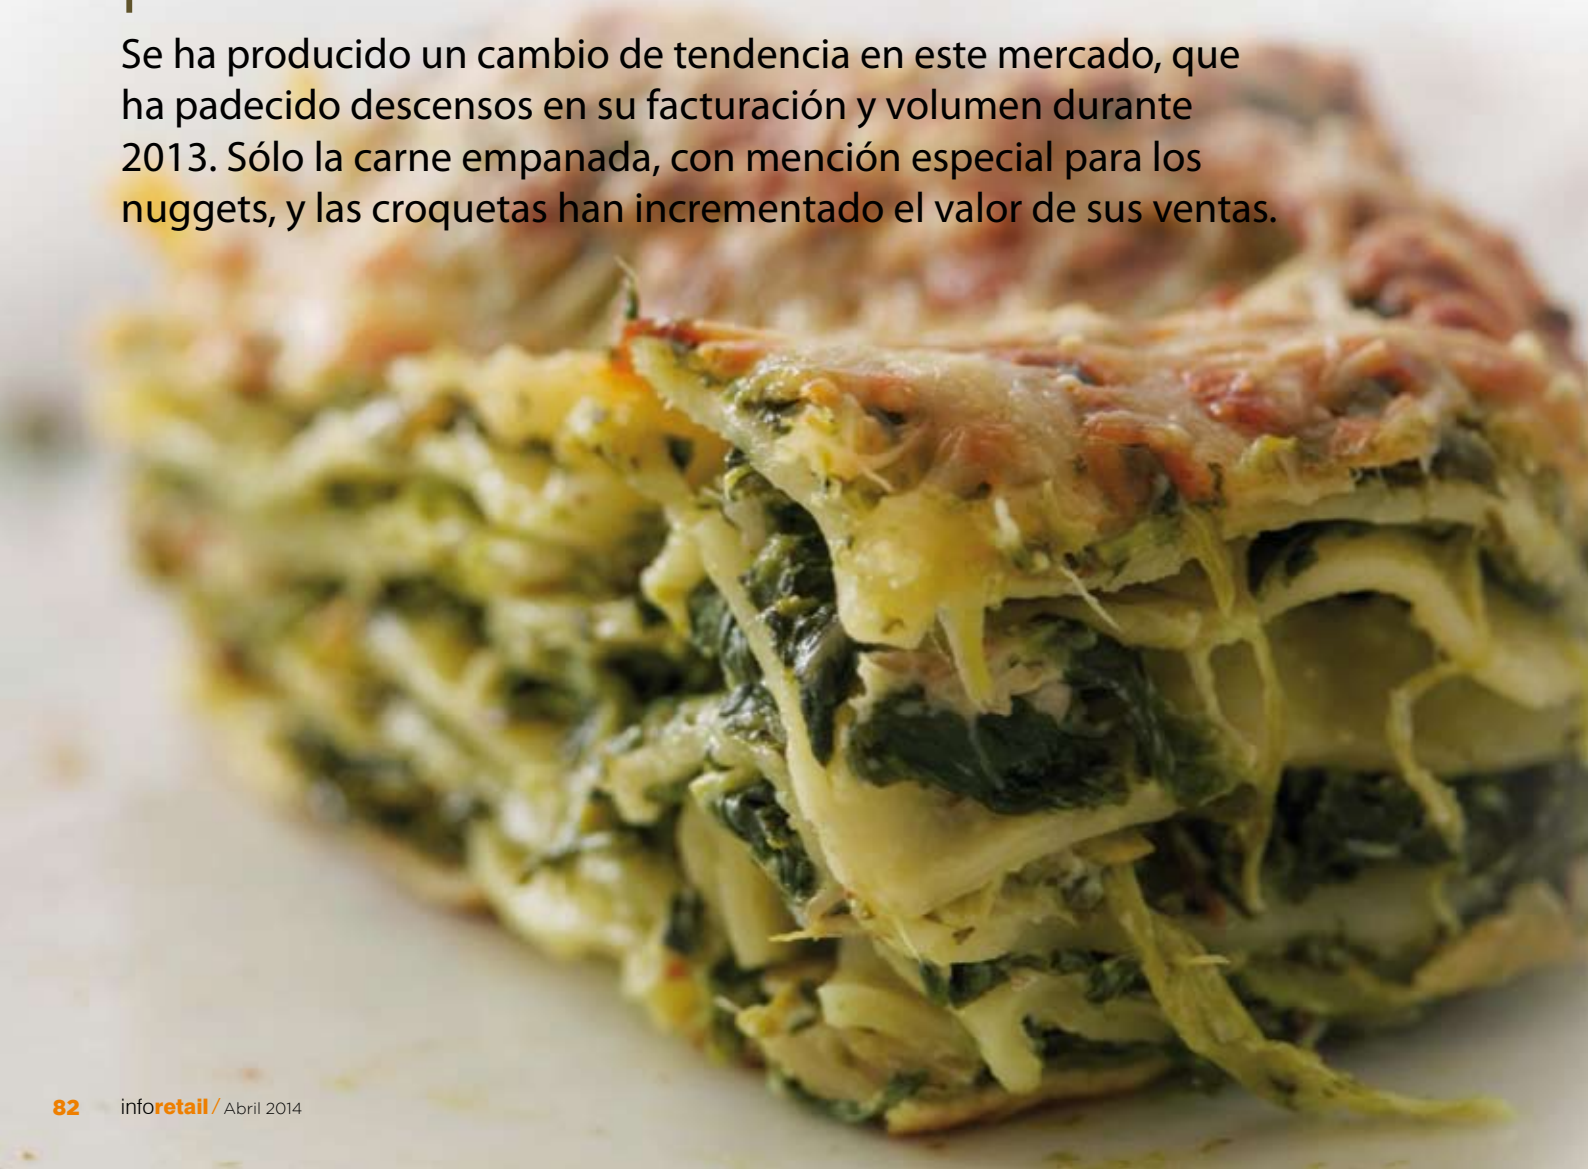 Se ha producido un cambio de tendencia en este mercado, que
ha padecido descensos en su facturación y volumen durante
2013. Sólo la carne empanada, con mención especial para los
nuggets, y las croquetas han incrementado el valor de sus ventas.
82 inforetail / Abril 2014